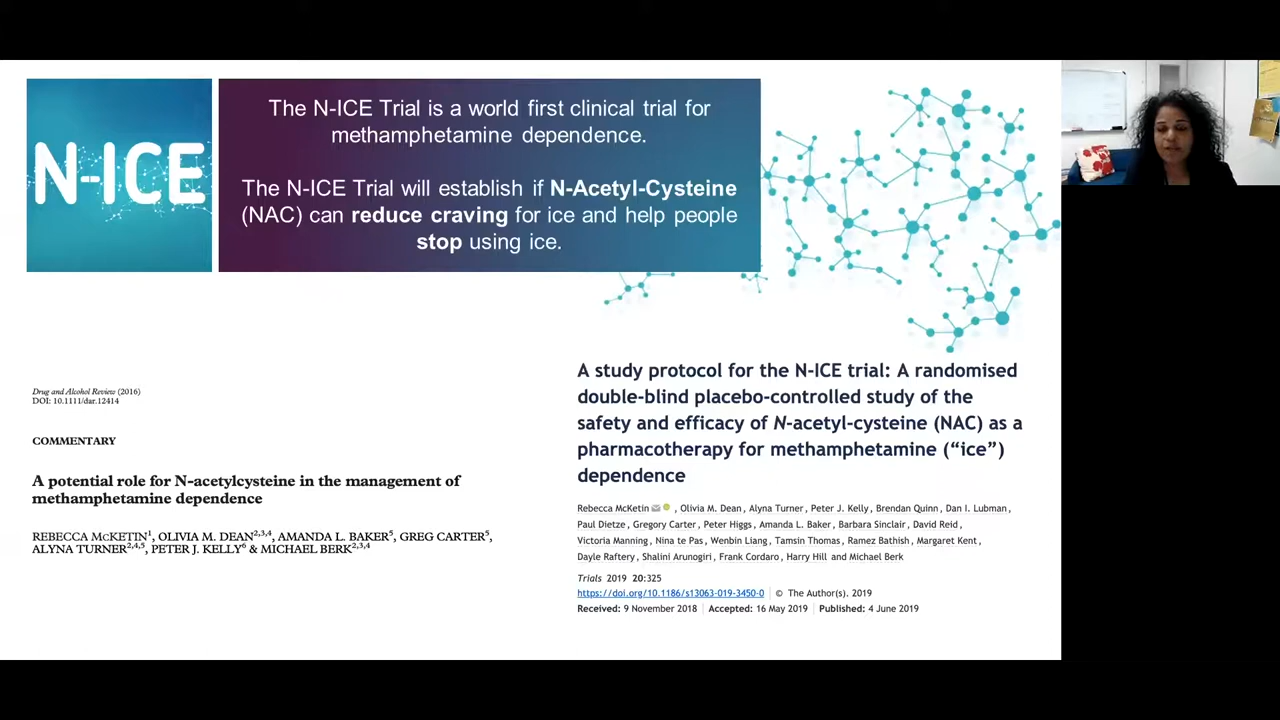 N-ICE
The N-ICE Trial is a world first clinical trial for
methamphetamine dependence.
The N-ICE Trial will establish if N-Acetyl-Cysteine
(NAC) can reduce craving for ice and help people
stop using ice.
Drug and Alcohol Review (2016)
DOI: 10.1111/dar.12414
COMMENTARY
A potential role for N-acetylcysteine in the management of
methamphetamine dependence
REBECCA McKETIN1, OLIVIA M. DEAN2,3,4, AMANDA L. BAKER5, GREG CARTER5,
ALYNA TURNER2,4,5, PETER J. KELLY6 & MICHAEL BERK2,3,4
A study protocol for the N-ICE trial: A randomised
double-blind placebo-controlled study of the
safety and efficacy of N-acetyl-cysteine (NAC) as a
pharmacotherapy for methamphetamine (“ice”)
dependence
Rebecca McKetin, Olivia M. Dean, Alyna Turner, Peter J. Kelly, Brendan Quinn, Dan I. Lubman,
Paul Dietze, Gregory Carter, Peter Higgs, Amanda L. Baker, Barbara Sinclair, David Reid,
Victoria Manning, Nina te Pas, Wenbin Liang, Tamsin Thomas, Ramez Bathish, Margaret Kent,
Dayle Raftery, Shalini Arunogiri, Frank Cordaro, Harry Hill and Michael Berk
Trials 2019 20:325
https://doi.org/10.1186/s13063-019-3450-0 | © The Author(s). 2019
Received: 9 November 2018 | Accepted: 16 May 2019 | Published: 4 June 2019